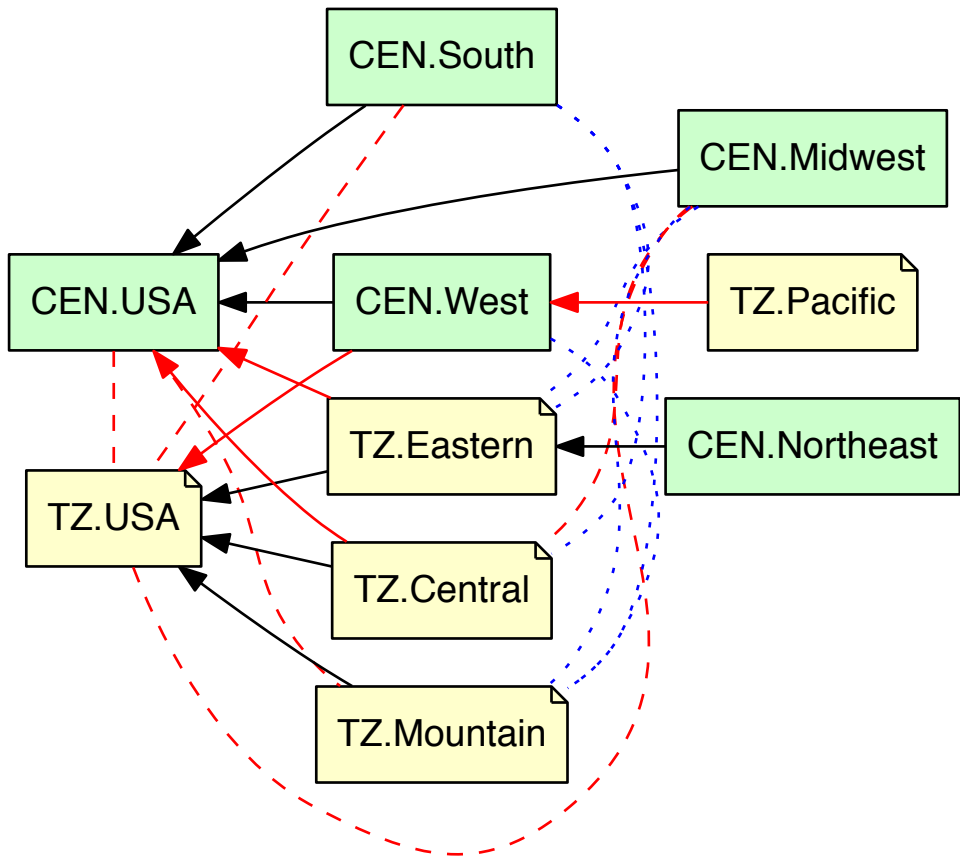 CEN.South
CEN.Midwest
CEN.USA
CEN.West
TZ.Pacific
TZ.Eastern
CEN.Northeast
TZ.USA
TZ.Central
TZ.Mountain